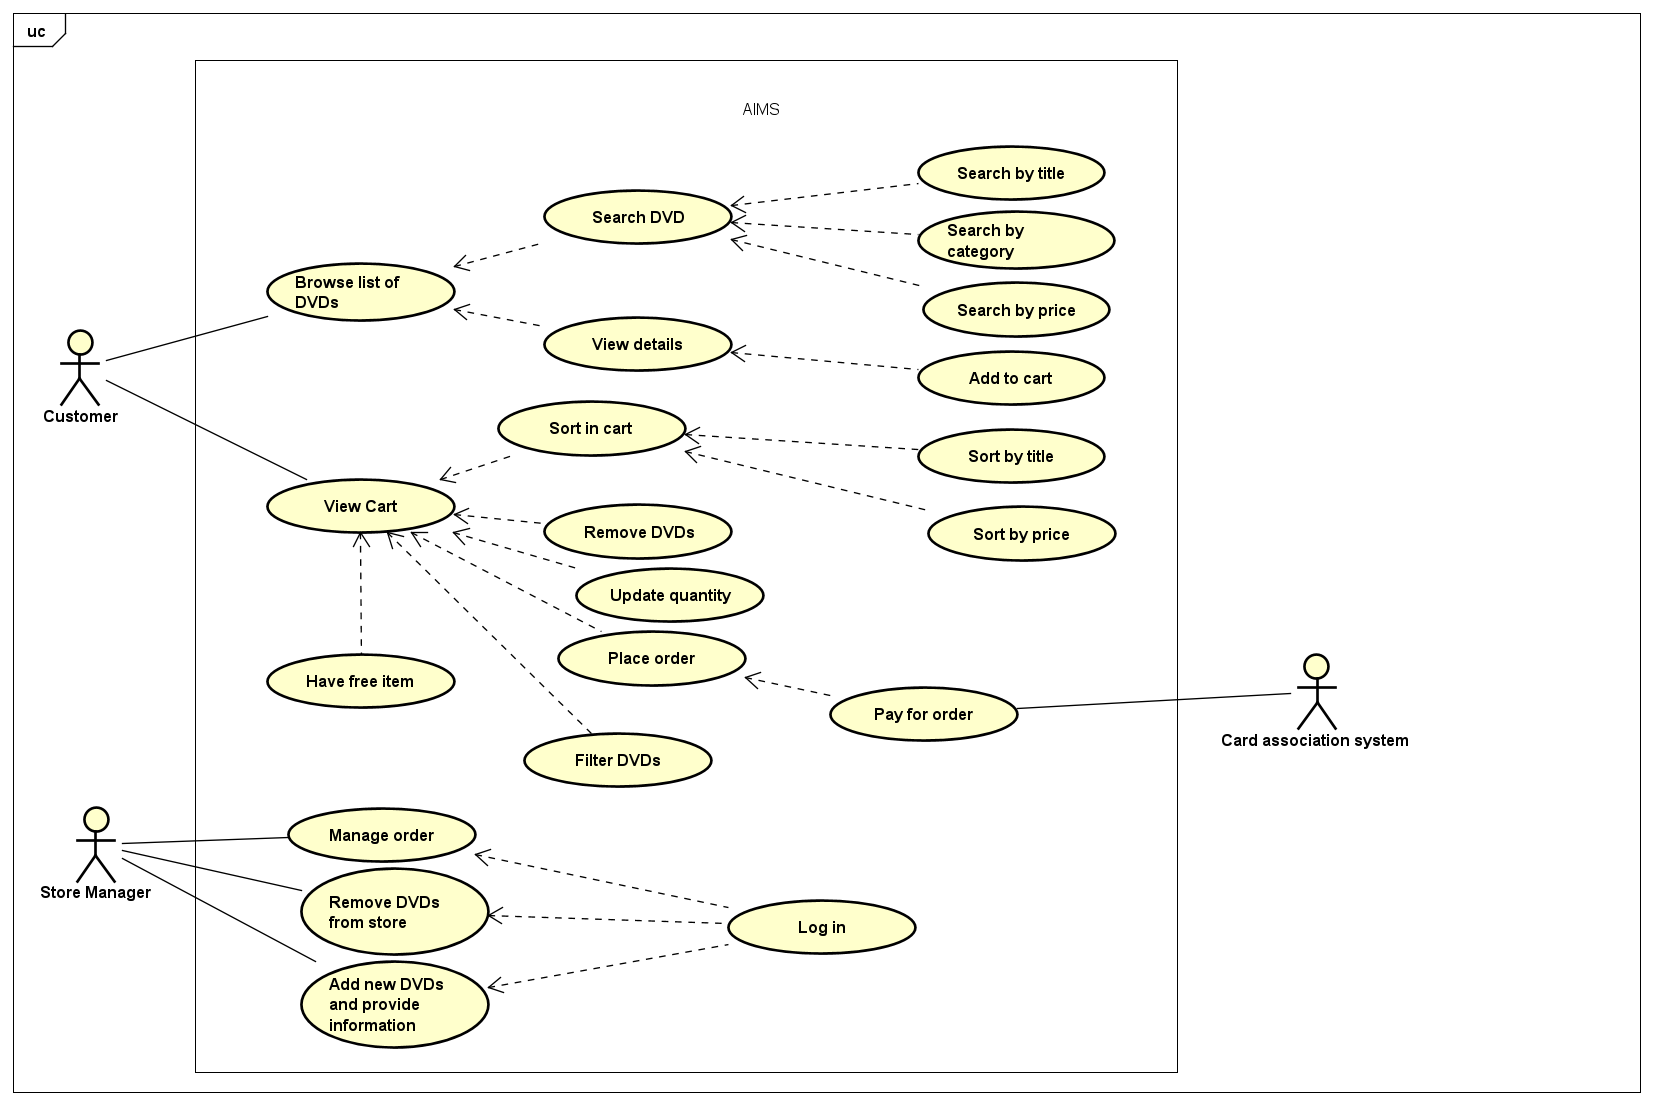 uc
AIMS
Search by title
Search DVD
Search by
category
Browse list of
DVDs
Search by price
View details
Add to cart
Customer
Sort in cart
Sort by title
View Cart
Remove DVDs
Sort by price
Update quantity
Place order
Have free item
Pay for order
Card association system
Filter DVDs
Manage order
Store Manager
Remove DVDs
from store
Log in
Add new DVDs
and provide
information